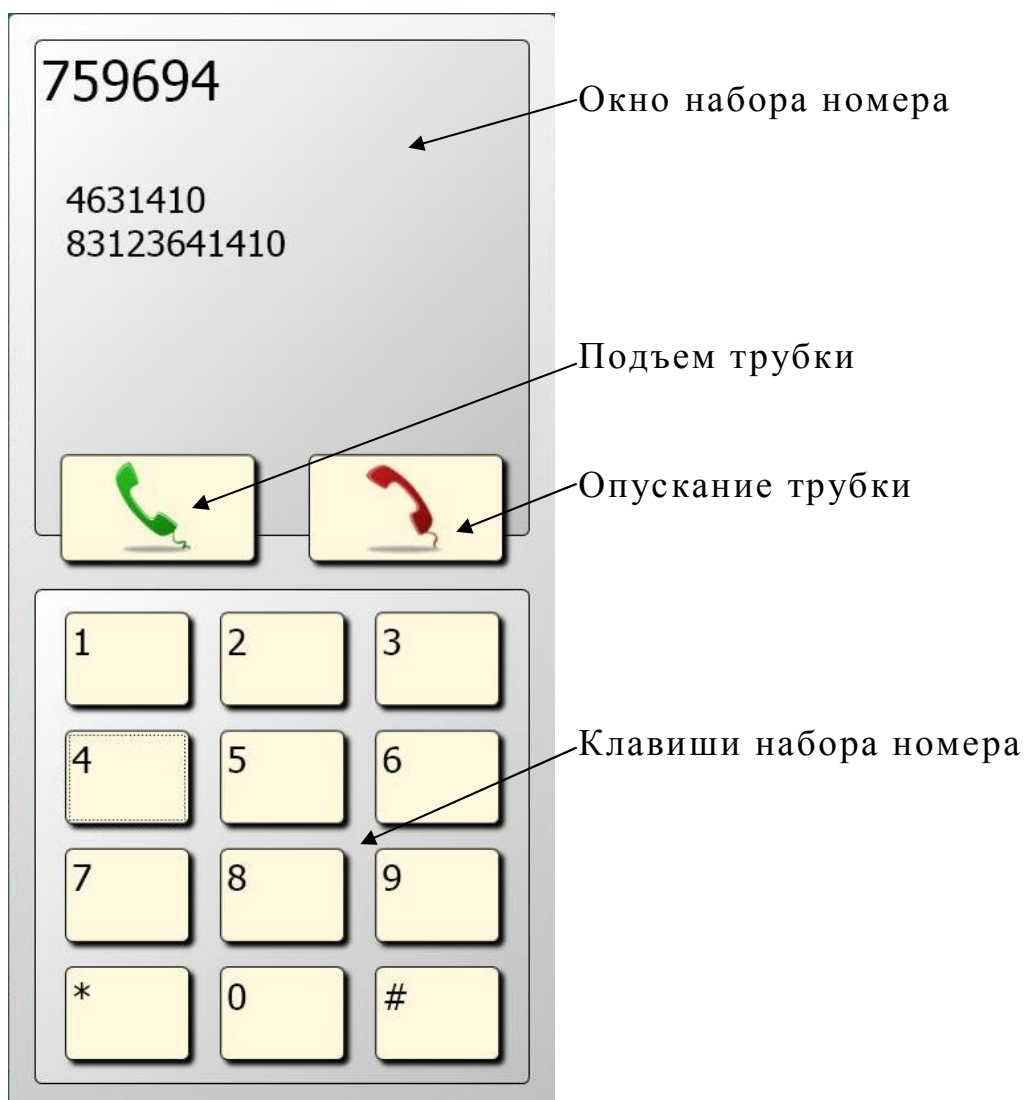 759694
Окно набора номера
4631410
83123641410
Подъем трубки
Опускание трубки
1 2 3
4 5 6
Клавиши набора номера
7 8 9
* 0 #